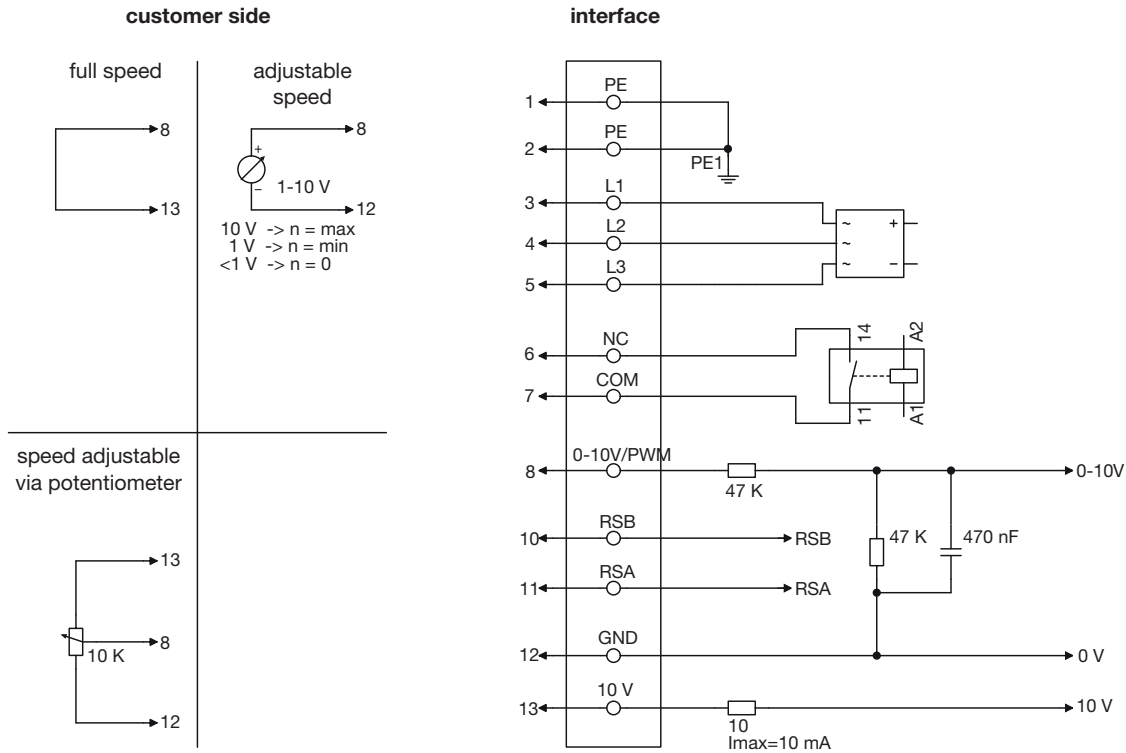 customer side
interface
full speed
8
13
adjustable
speed
8
+
−
1-10 V
12
10 V -> n = max
1 V -> n = min
<1 V -> n = 0
speed adjustable
via potentiometer
13
8
10 K
12
1
PE
2
PE
PE1
3
L1
4
L2
5
L3
~
~
~
+
−
6
NC
7
COM
14
11
A2
A1
8
0-10V/PWM
47 K
0-10V
10
RSB
RSB
47 K
470 nF
11
RSA
RSA
12
GND
0 V
13
10 V
10
Imax=10 mA
10 V